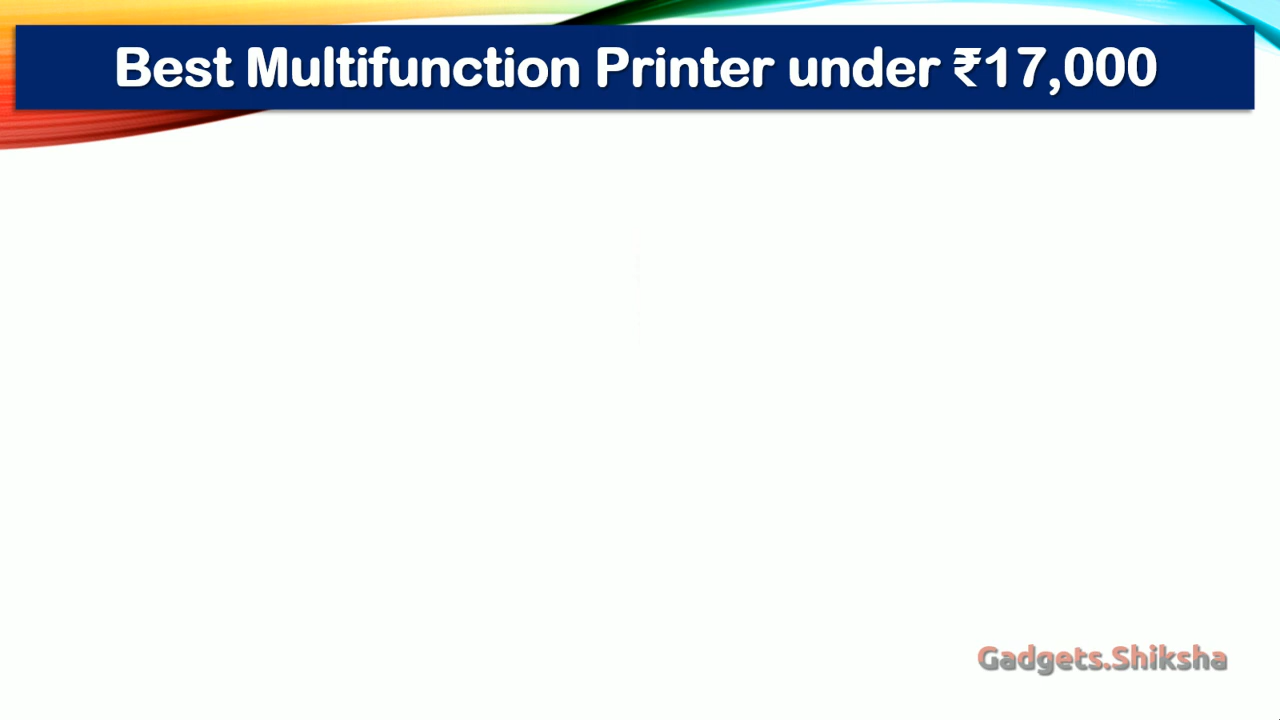 Best Multifunction Printer under ₹17,000
Gadgets.Shiksha